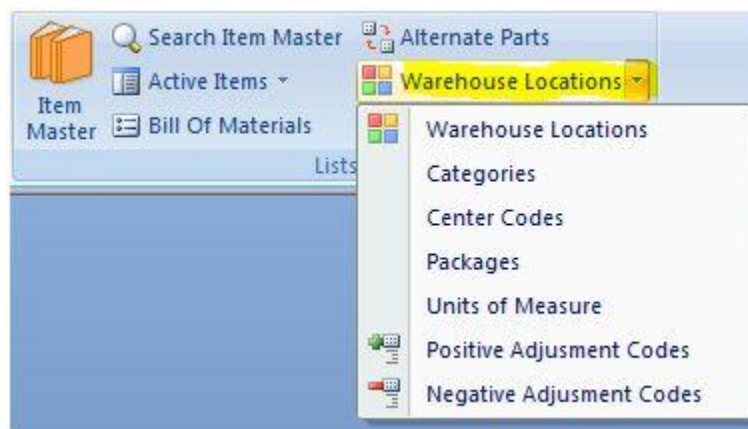 Item
Master
Search Item Master
Active Items
Bill Of Materials
Alternate Parts
Warehouse Locations
Lists
Warehouse Locations
Categories
Center Codes
Packages
Units of Measure
Positive Adjusment Codes
Negative Adjusment Codes